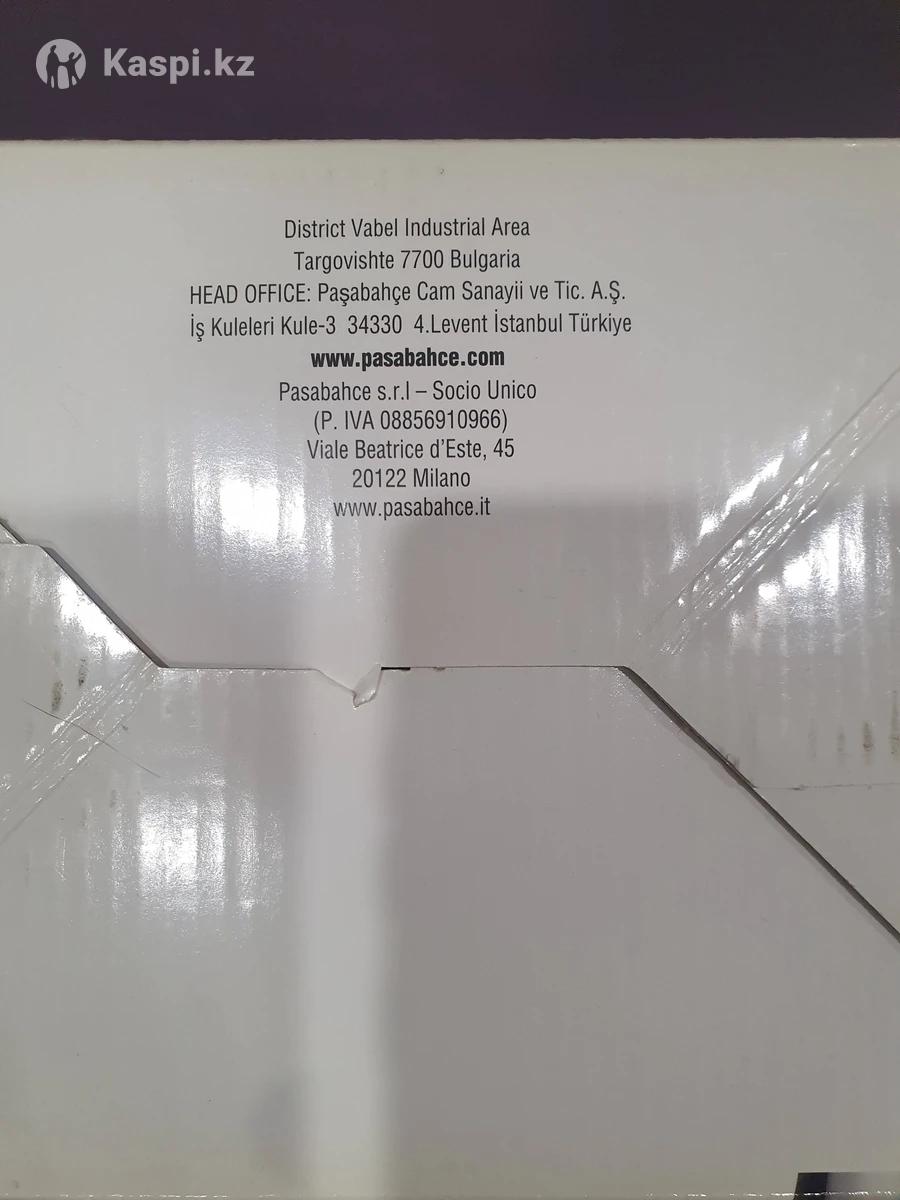 Kaspi.kz
District Vabel Industrial Area
Targovishte 7700 Bulgaria
HEAD OFFICE: Paşabahçe Cam Sanayii ve Tic. A.Ş.
İş Kuleleri Kule-3 34330 4.Levent İstanbul Türkiye
www.pasabahce.com
Pasabahce s.r.l – Socio Unico
(P. IVA 08856910966)
Viale Beatrice d'Este, 45
20122 Milano
www.pasabahce.it